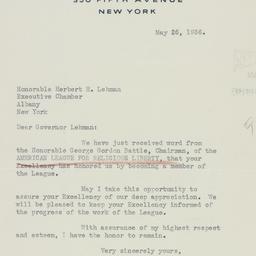 350 FIFTH AVENUE
NEW YORK
May 26, 1936.
Honorable Herbert H. Lehman
Executive Chamber
Albany
New York
Dear Governor Lehman:
We have just received word from
the Honorable George Gordon Battle, Chairman, of the
AMERICAN LEAGUE FOR RELIGIOUS LIBERTY, that your
Excellency has honored us by becoming a member of
the League.
May I take this opportunity to
assure your Excellency of our deep appreciation. We
will be pleased to keep your Excellency informed of
the progress of the work of the League.
With assurance of my highest respect
and esteem, I have the honor to remain.
Very sincerely yours,